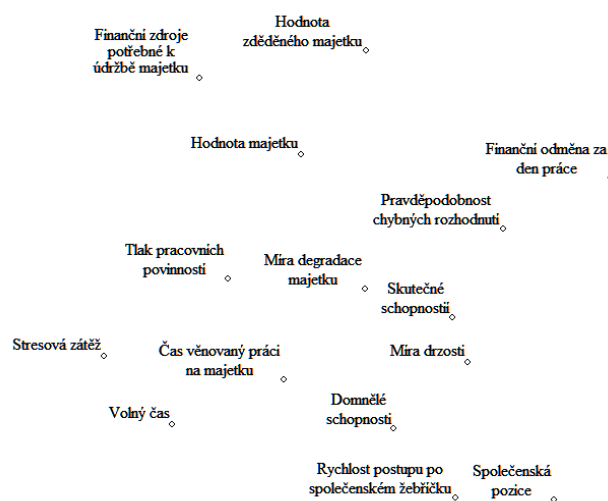 Finanční zdroje
potřebné k
údržbě majetku
Hodnota
zděděného majetku
Hodnota majetku
Finanční odměna za
den práce
Pravděpodobnost
chybných rozhodnutí
Tlak pracovních
povinností
Míra degradace
majetku
Skutečné
schopnostíí
Stresová zátěž
Čas věnovaný práci
na majetku
Míra drzosti
Volný čas
Domnělé
schopnosti
Rychlost postupu po
společenském žebříčku
Společenská
pozice